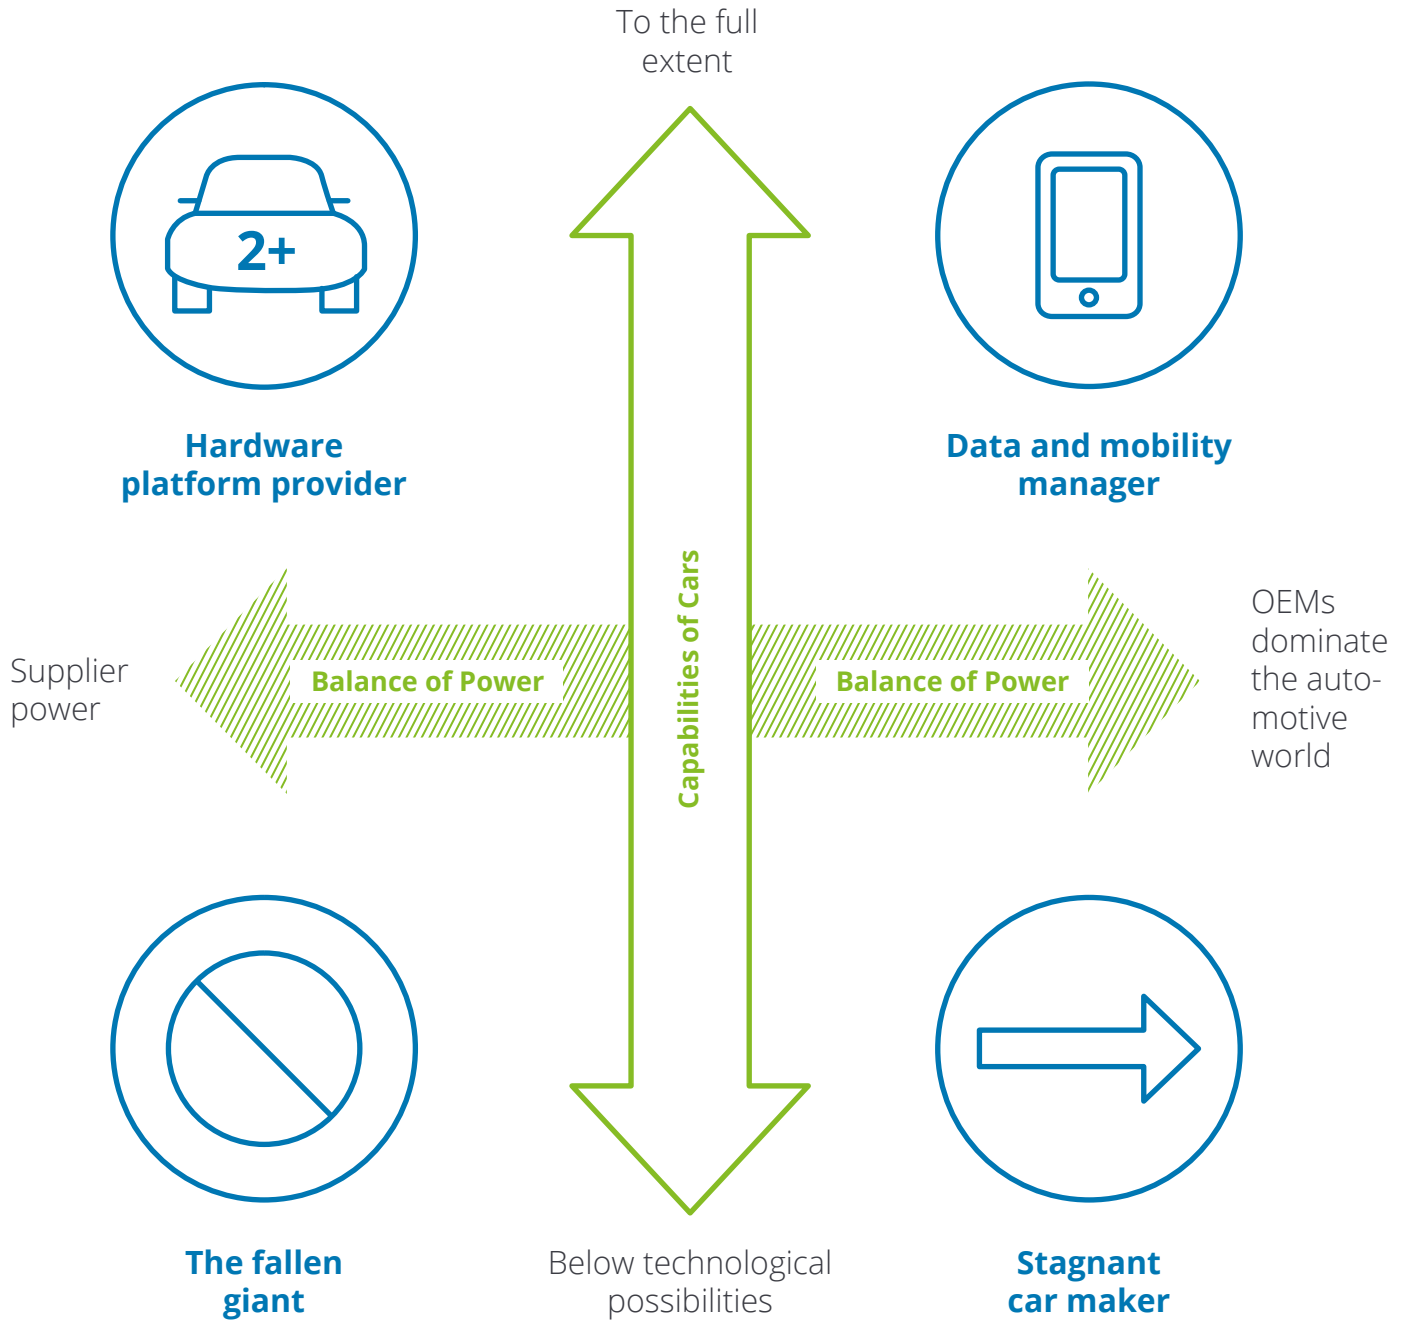 To the full
extent
2+
Hardware
platform provider
Data and mobility
manager
Supplier
power
Balance of Power
Capabilities of Cars
Balance of Power
OEMs
dominate
the auto-
motive
world
The fallen
giant
Below technological
possibilities
Stagnant
car maker